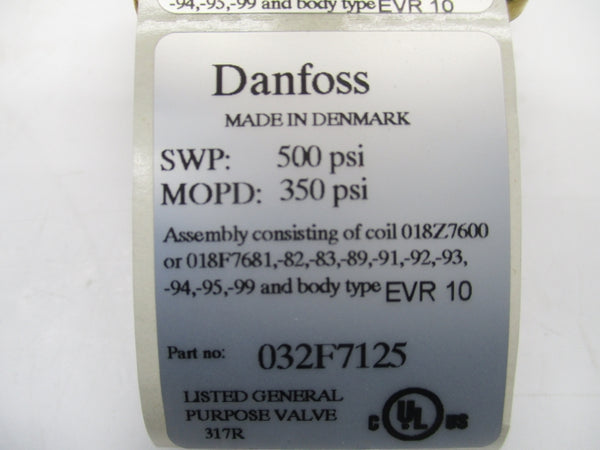 -94,-95,-99 and body type EVR 10
Danfoss
MADE IN DENMARK
SWP: 500 psi
MOPD: 350 psi
Assembly consisting of coil 018Z7600
or 018F7681,-82,-83,-89,-91,-92,-93,
-94,-95,-99 and body type EVR 10
Part no: 032F7125
LISTED GENERAL
PURPOSE VALVE
317R
C UL US